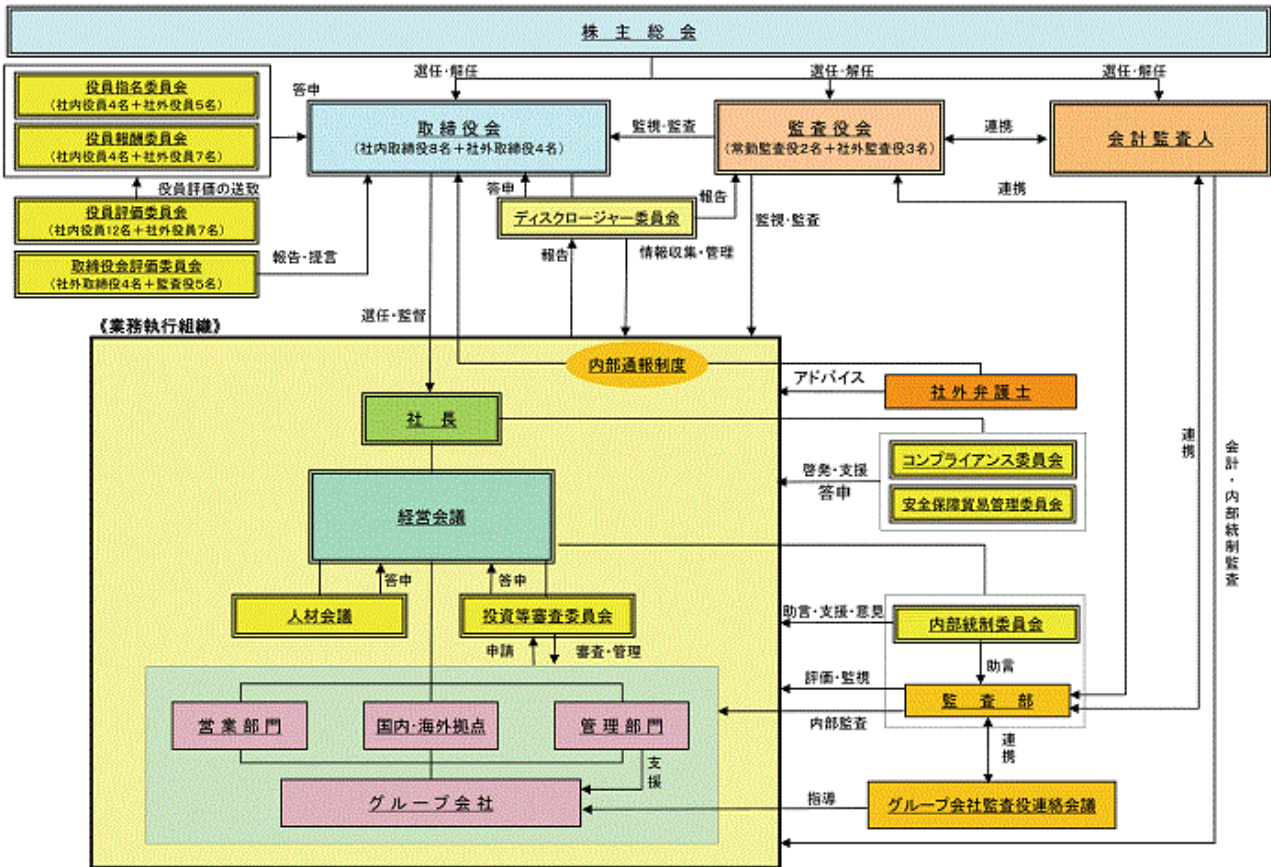 株主総会
選任・解任
選任・解任
選任・解任
役員指名委員会
(社内役員4名＋社外役員5名)
答申
役員報酬委員会
(社内役員4名＋社外役員7名)
取締役会
(社内取締役8名＋社外取締役4名)
監視・監査
監査役会
(常勤監査役2名＋社外監査役3名)
連携
会計監査人
役員評価の送致
答申
報告
連携
役員評価委員会
(社内役員12名＋社外役員7名)
ディスクロージャー委員会
監視・監査
取締役会評価委員会
(社外取締役4名＋監査役5名)
報告・提言
報告
情報収集・管理
選任・監督
《業務執行組織》
内部通報制度
アドバイス
社外弁護士
社長
コンプライアンス委員会
啓発・支援
答申
安全保障貿易管理委員会
連携
会計・内部統制監査
経営会議
答申
答申
人材会議
投資等審査委員会
助言・支援・意見
内部統制委員会
申請
審査・管理
助言
評価・監視
監査部
内部監査
営業部門
国内・海外拠点
管理部門
連携
支援
グループ会社
指導
グループ会社監査役連絡会議